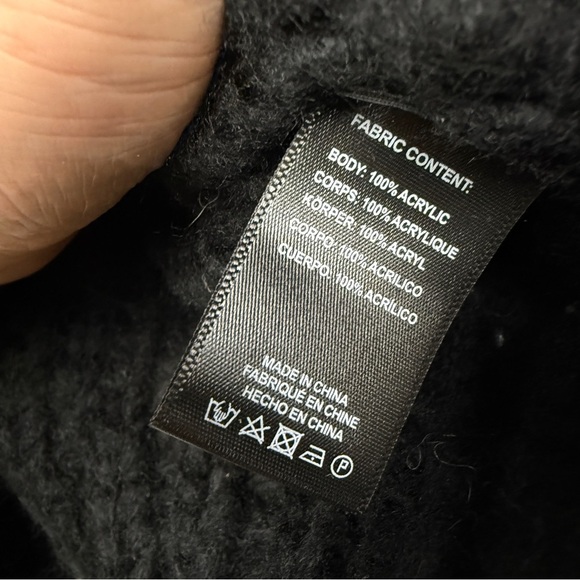 FABRIC CONTENT:
BODY: 100% ACRYLIC
CORPS: 100% ACRYLIQUE
KÖRPER: 100% ACRYL
CORPO: 100% ACRILICO
CUERPO: 100% ACRILICO
MADE IN CHINA
FABRIQUÉ EN CHINE
HECHO EN CHINA
P